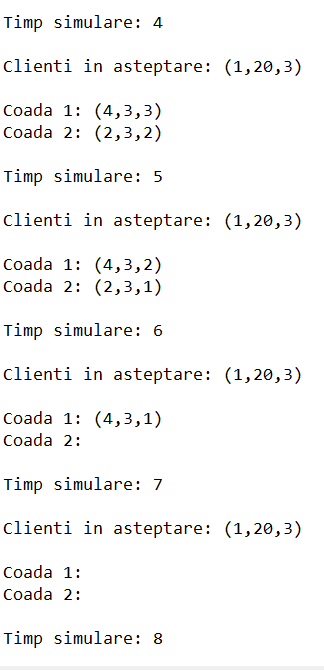 Timp simulare: 4
Clienti in asteptare: (1,20,3)
Coada 1: (4,3,3)
Coada 2: (2,3,2)
Timp simulare: 5
Clienti in asteptare: (1,20,3)
Coada 1: (4,3,2)
Coada 2: (2,3,1)
Timp simulare: 6
Clienti in asteptare: (1,20,3)
Coada 1: (4,3,1)
Coada 2:
Timp simulare: 7
Clienti in asteptare: (1,20,3)
Coada 1:
Coada 2:
Timp simulare: 8